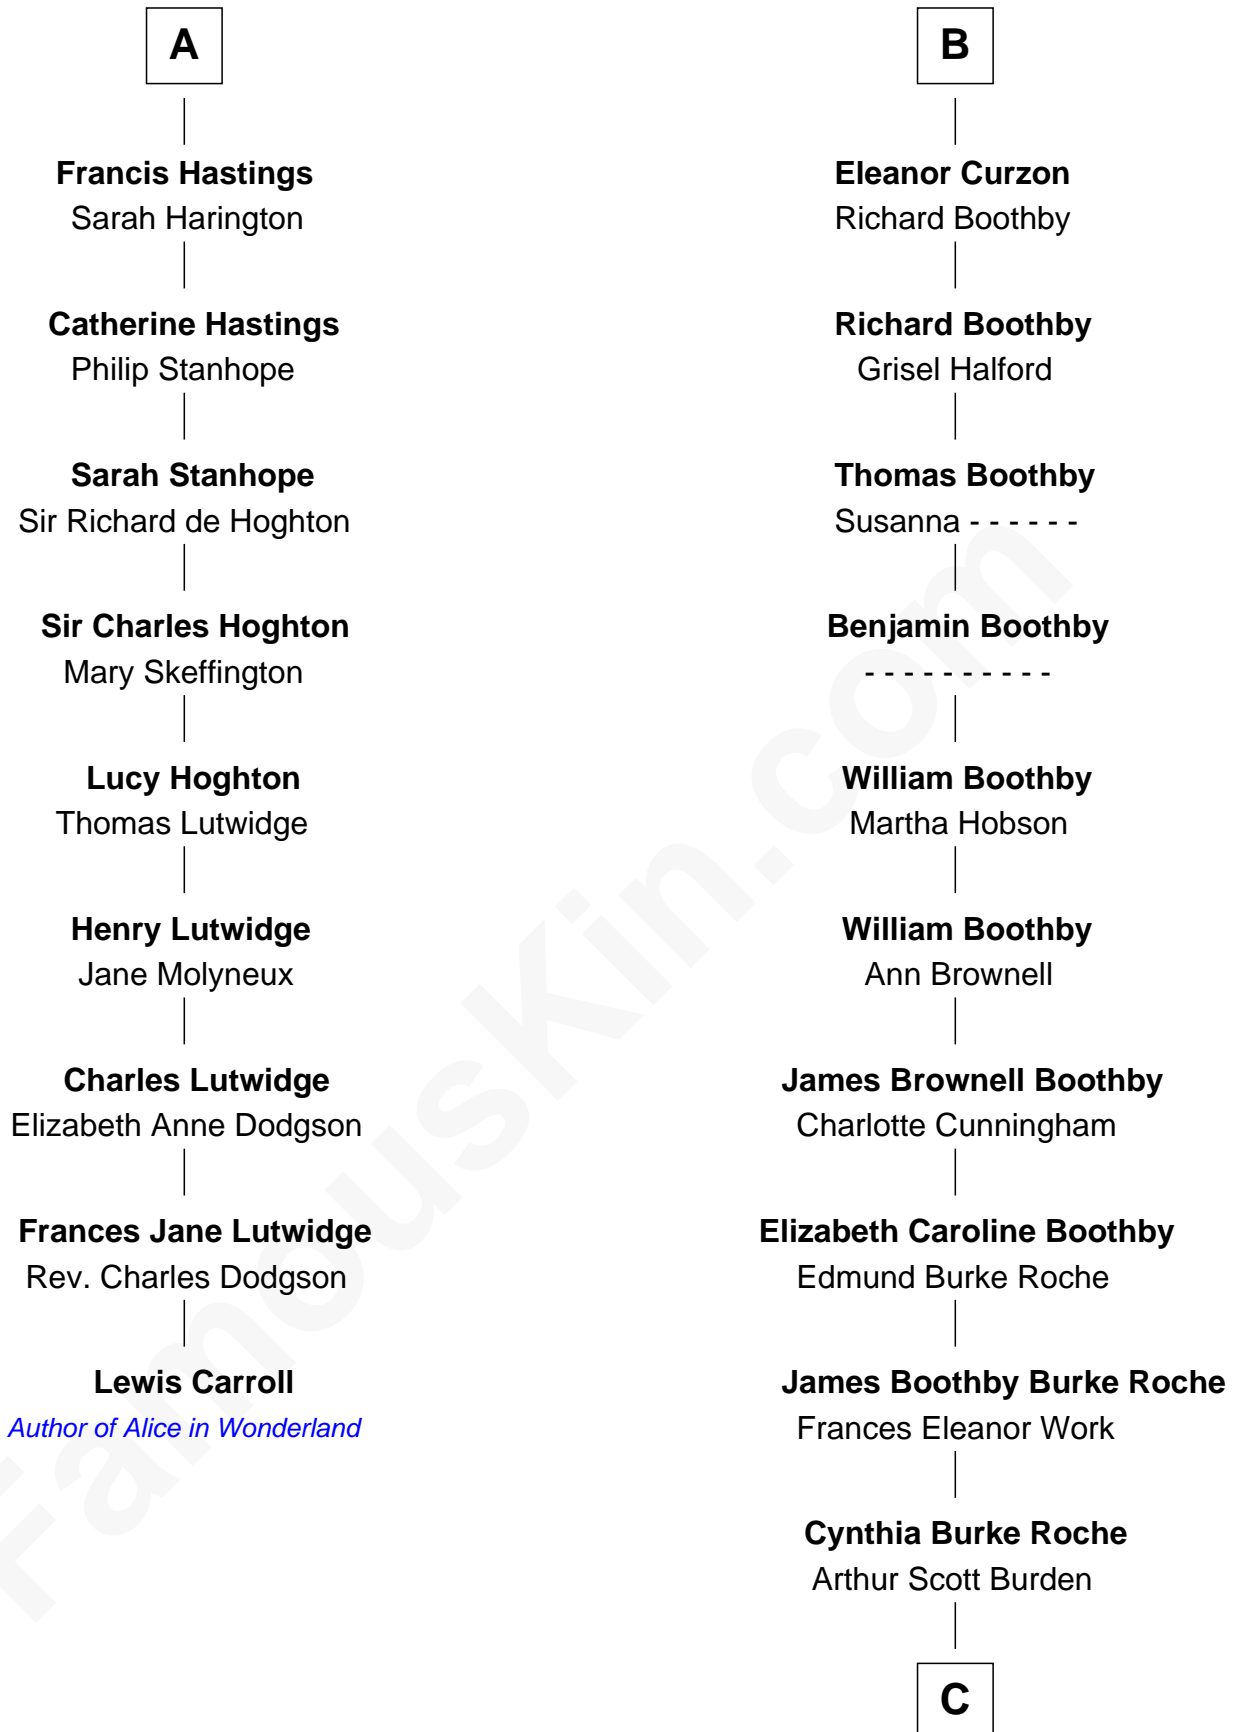 A
Francis Hastings
Sarah Harington
Catherine Hastings
Philip Stanhope
Sarah Stanhope
Sir Richard de Hoghton
Sir Charles Hoghton
Mary Skeffington
Lucy Hoghton
Thomas Lutwidge
Henry Lutwidge
Jane Molyneux
Charles Lutwidge
Elizabeth Anne Dodgson
Frances Jane Lutwidge
Rev. Charles Dodgson
Lewis Carroll
Author of Alice in Wonderland
B
Eleanor Curzon
Richard Boothby
Richard Boothby
Grisel Halford
Thomas Boothby
Susanna - - - - - -
Benjamin Boothby
- - - - - - - - - -
William Boothby
Martha Hobson
William Boothby
Ann Brownell
James Brownell Boothby
Charlotte Cunningham
Elizabeth Caroline Boothby
Edmund Burke Roche
James Boothby Burke Roche
Frances Eleanor Work
Cynthia Burke Roche
Arthur Scott Burden
C
FamousKin.com